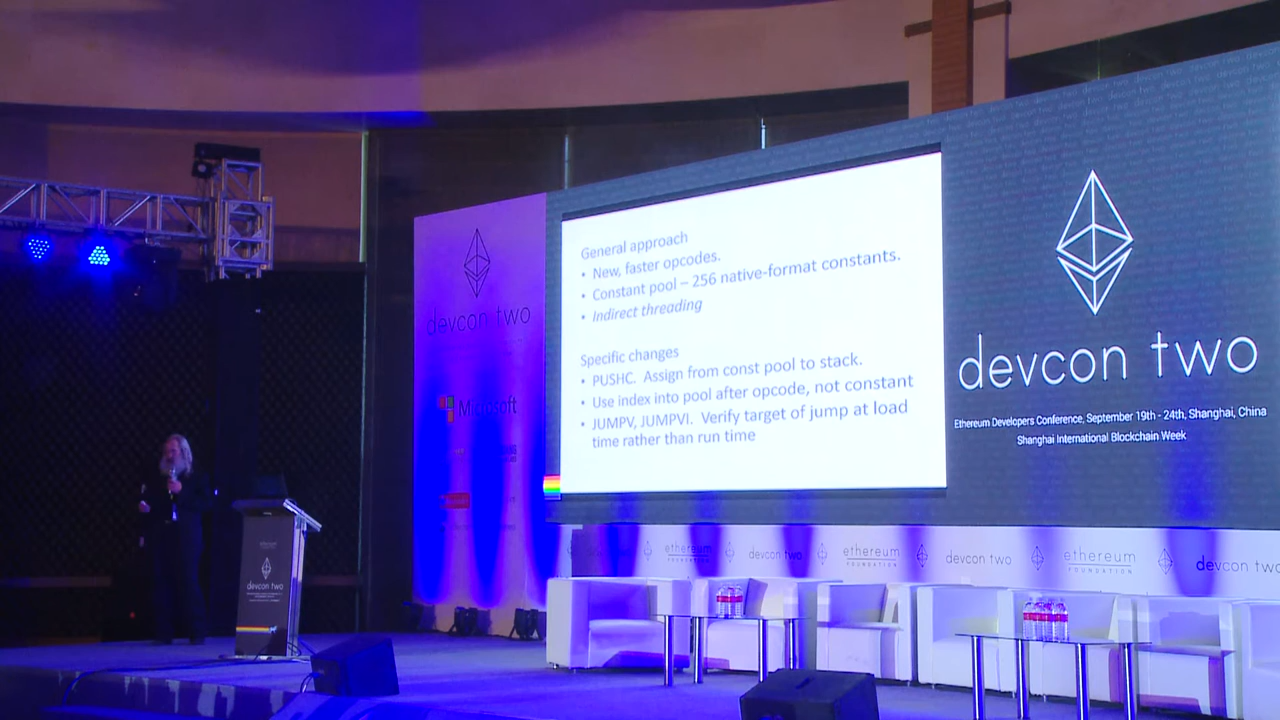 General approach
• New, faster opcodes.
• Constant pool – 256 native-format constants.
• Indirect threading
Specific changes
• PUSHC. Assign from const pool to stack.
• Use index into pool after opcode, not constant
• JUMPV, JUMPVI. Verify target of jump at load
time rather than run time
devcon two
Ethereum Developers Conference, September 19th - 24th, Shanghai, China
Shanghai International Blockchain Week
devcon two
Microsoft
devcon two
ethereum
FOUNDATION
devcon two
ethereum
FOUNDATION
devcon two
ethereum
FOUNDATION
devcon two